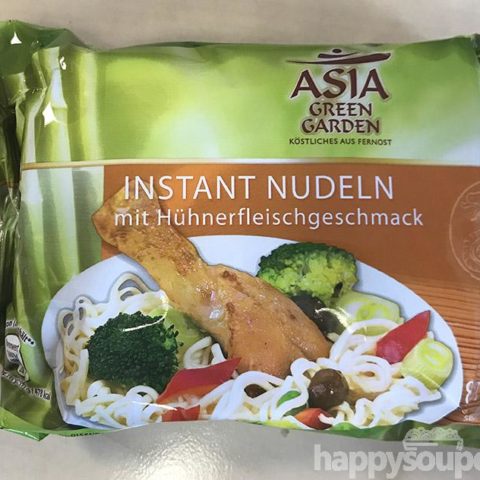 ASIA
GREEN
GARDEN
KÖSTLICHES AUS FERNOST
INSTANT NUDELN
mit Hühnerfleischgeschmack
happysoup